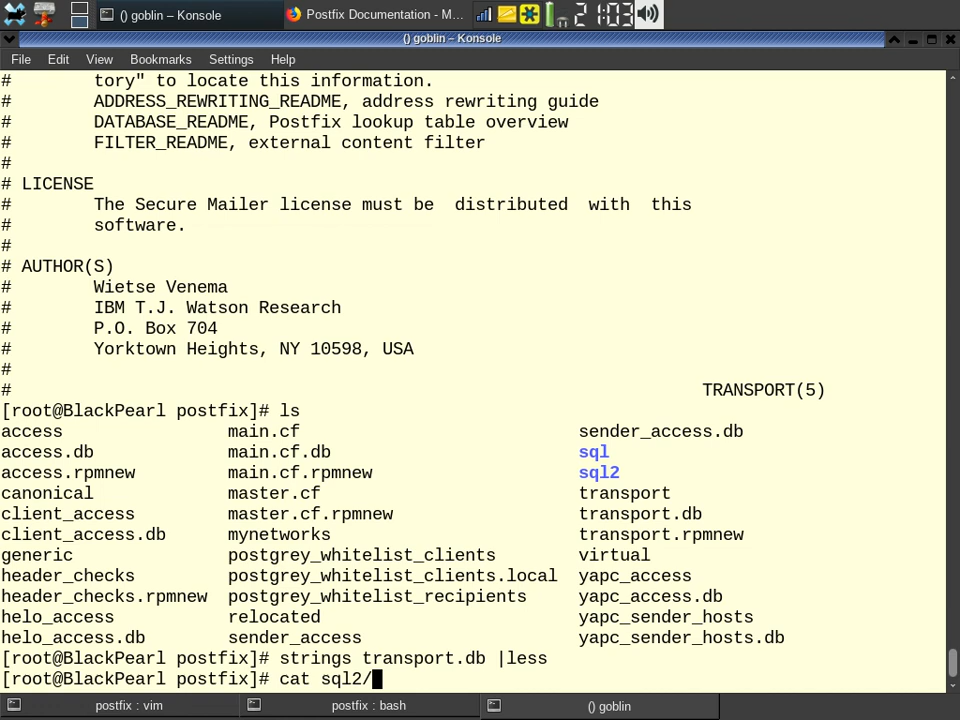 () goblin – Konsole
Postfix Documentation - M...
2
1:03
() goblin – Konsole
File Edit View Bookmarks Settings Help
#        tory" to locate this information.
#        ADDRESS_REWRITING_README, address rewriting guide
#        DATABASE_README, Postfix lookup table overview
#        FILTER_README, external content filter
#
# LICENSE
#        The Secure Mailer license must be  distributed  with  this
#        software.
#
# AUTHOR(S)
#        Wietse Venema
#        IBM T.J. Watson Research
#        P.O. Box 704
#        Yorktown Heights, NY 10598, USA
#
#                                                                   TRANSPORT(5)
[root@BlackPearl postfix]# ls
access                main.cf                           sender_access.db
access.db             main.cf.db                        sql
access.rpmnew         main.cf.rpmnew                    sql2
canonical             master.cf                         transport
client_access         master.cf.rpmnew                  transport.db
client_access.db      mynetworks                        transport.rpmnew
generic               postgrey_whitelist_clients        virtual
header_checks         postgrey_whitelist_clients.local  yapc_access
header_checks.rpmnew  postgrey_whitelist_recipients     yapc_access.db
helo_access           relocated                         yapc_sender_hosts
helo_access.db        sender_access                     yapc_sender_hosts.db
[root@BlackPearl postfix]# strings transport.db |less
[root@BlackPearl postfix]# cat sql2/
postfix : vim
postfix : bash
() goblin